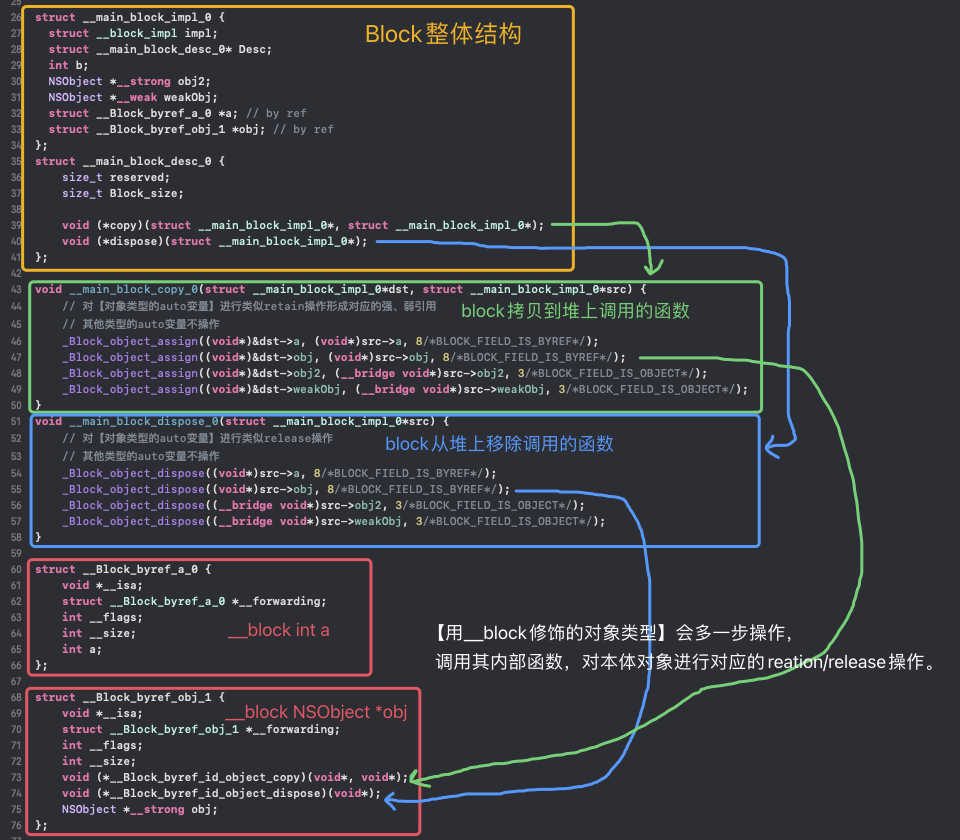 25
26 struct __main_block_impl_0 {
Block整体结构
27 struct __block_impl impl;
28 struct __main_block_desc_0* Desc;
29 int b;
30 NSObject *__strong obj2;
31 NSObject *__weak weakObj;
32 struct __Block_byref_a_0 *a; // by ref
33 struct __Block_byref_obj_1 *obj; // by ref
34 };
35 struct __main_block_desc_0 {
36 size_t reserved;
37 size_t Block_size;
38
39 void (*copy)(struct __main_block_impl_0*, struct __main_block_impl_0*);
40 void (*dispose)(struct __main_block_impl_0*);
41 };
42
43 void __main_block_copy_0(struct __main_block_impl_0*dst, struct __main_block_impl_0*src) {
44 // 对【对象类型的auto变量】进行类似retain操作形成对应的强、弱引用
block拷贝到堆上调用的函数
45 // 其他类型的auto变量不操作
46 _Block_object_assign((void*)&dst->a, (void*)src->a, 8/*BLOCK_FIELD_IS_BYREF*/);
47 _Block_object_assign((void*)&dst->obj, (void*)src->obj, 8/*BLOCK_FIELD_IS_BYREF*/);
48 _Block_object_assign((void*)&dst->obj2, (__bridge void*)src->obj2, 3/*BLOCK_FIELD_IS_OBJECT*/);
49 _Block_object_assign((void*)&dst->weakObj, (__bridge void*)src->weakObj, 3/*BLOCK_FIELD_IS_OBJECT*/);
50 }
51 void __main_block_dispose_0(struct __main_block_impl_0*src) {
52 // 对【对象类型的auto变量】进行类似release操作
block从堆上移除调用的函数
53 // 其他类型的auto变量不操作
54 _Block_object_dispose((void*)src->a, 8/*BLOCK_FIELD_IS_BYREF*/);
55 _Block_object_dispose((void*)src->obj, 8/*BLOCK_FIELD_IS_BYREF*/);
56 _Block_object_dispose((__bridge void*)src->obj2, 3/*BLOCK_FIELD_IS_OBJECT*/);
57 _Block_object_dispose((__bridge void*)src->weakObj, 3/*BLOCK_FIELD_IS_OBJECT*/);
58 }
59
60 struct __Block_byref_a_0 {
61 void *__isa;
62 struct __Block_byref_a_0 *__forwarding;
63 int __flags;
64 int __size;
__block int a
65 int a;
66 };
【用__block修饰的对象类型】会多一步操作，
调用其内部函数，对本体对象进行对应的reation/release操作。
67
68 struct __Block_byref_obj_1 {
69 void *__isa;
__block NSObject *obj
70 struct __Block_byref_obj_1 *__forwarding;
71 int __flags;
72 int __size;
73 void (*__Block_byref_id_object_copy)(void*, void*);
74 void (*__Block_byref_id_object_dispose)(void*);
75 NSObject *__strong obj;
76 };